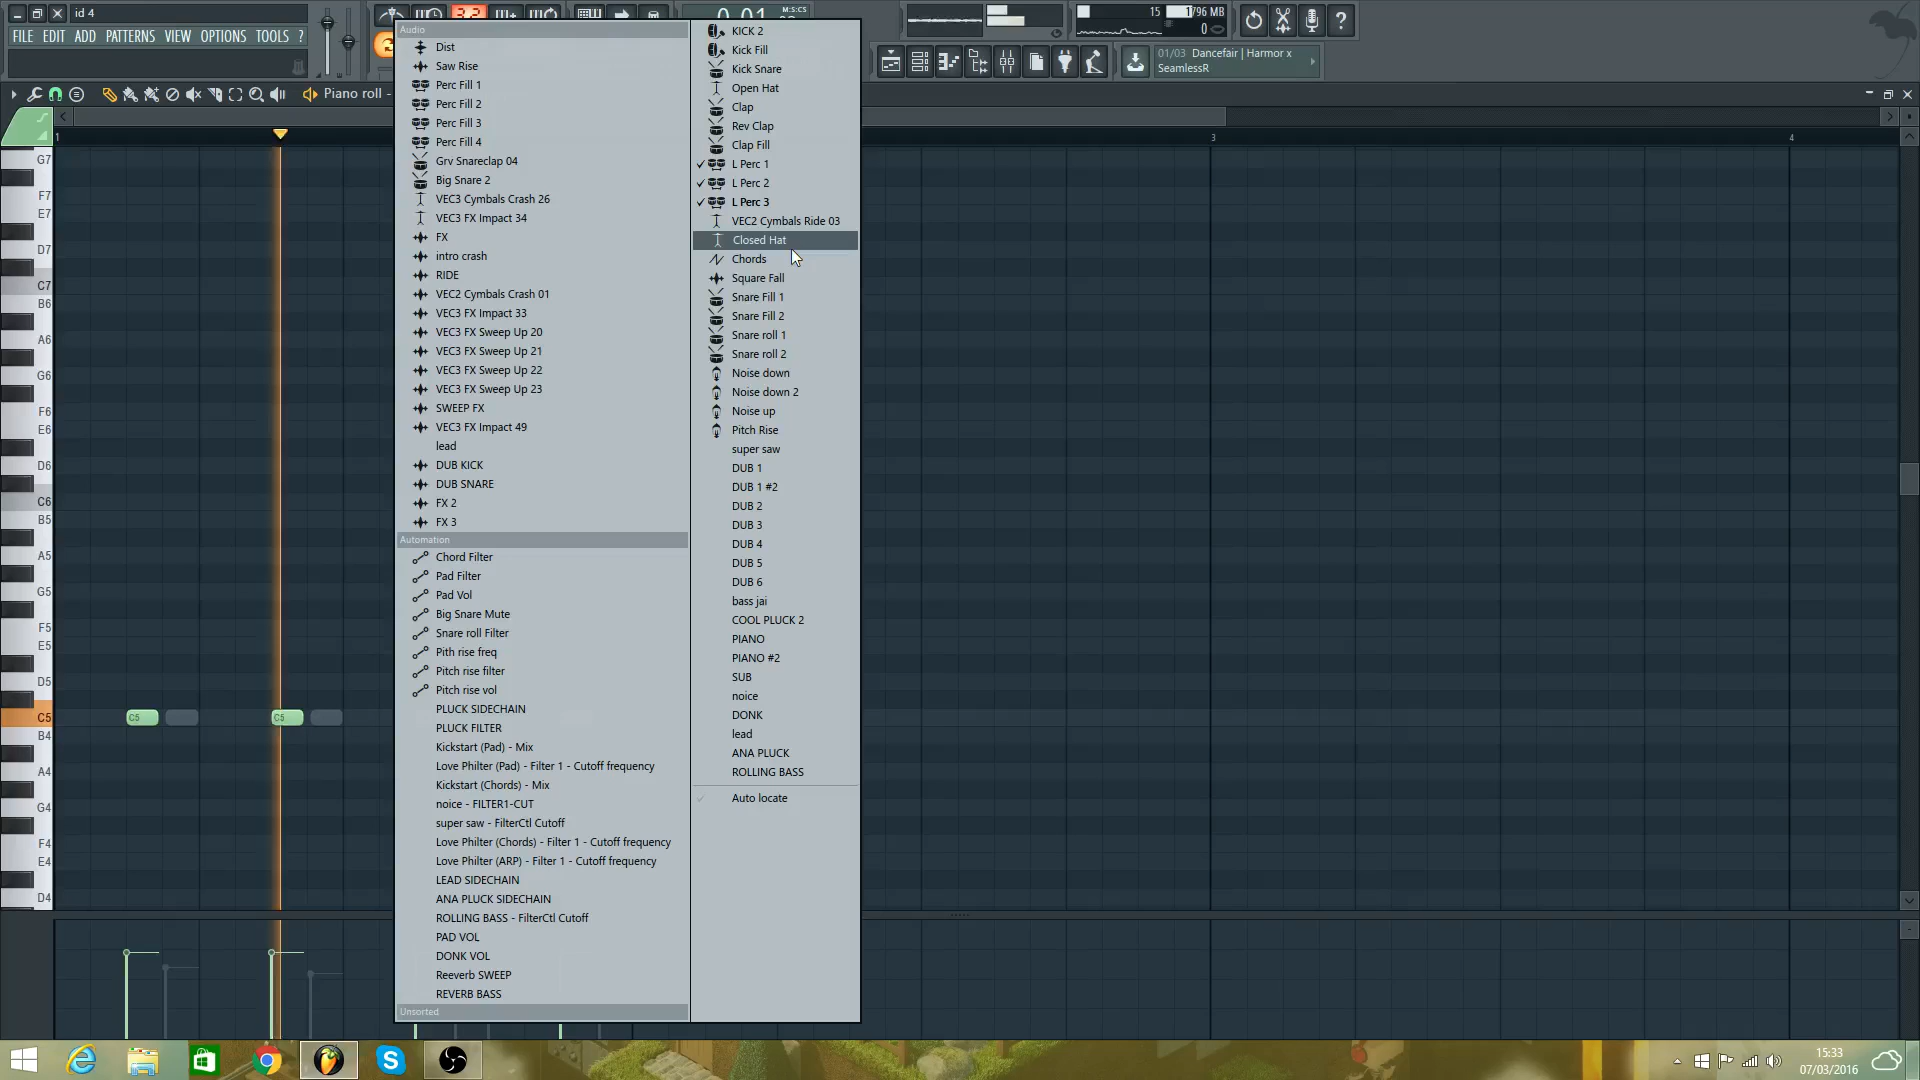 id 4
FILE EDIT ADD PATTERNS VIEW OPTIONS TOOLS ?
3.2
0:01
M:S:CS
15
1796 MB
0
01/03 Dancefair | Harmor x
SeamlessR
Piano roll -
1
3
4
G7
F7
E7
D7
C7
B6
A6
G6
F6
E6
D6
C6
B5
A5
G5
F5
E5
D5
C5
B4
A4
G4
F4
E4
D4
C5
C5
Audio
Dist
Saw Rise
Perc Fill 1
Perc Fill 2
Perc Fill 3
Perc Fill 4
Grv Snareclap 04
Big Snare 2
VEC3 Cymbals Crash 26
VEC3 FX Impact 34
FX
intro crash
RIDE
VEC2 Cymbals Crash 01
VEC3 FX Impact 33
VEC3 FX Sweep Up 20
VEC3 FX Sweep Up 21
VEC3 FX Sweep Up 22
VEC3 FX Sweep Up 23
SWEEP FX
VEC3 FX Impact 49
lead
DUB KICK
DUB SNARE
FX 2
FX 3
Automation
Chord Filter
Pad Filter
Pad Vol
Big Snare Mute
Snare roll Filter
Pith rise freq
Pitch rise filter
Pitch rise vol
PLUCK SIDECHAIN
PLUCK FILTER
Kickstart (Pad) - Mix
Love Philter (Pad) - Filter 1 - Cutoff frequency
Kickstart (Chords) - Mix
noice - FILTER1-CUT
super saw - FilterCtl Cutoff
Love Philter (Chords) - Filter 1 - Cutoff frequency
Love Philter (ARP) - Filter 1 - Cutoff frequency
LEAD SIDECHAIN
ANA PLUCK SIDECHAIN
ROLLING BASS - FilterCtl Cutoff
PAD VOL
DONK VOL
Reeverb SWEEP
REVERB BASS
Unsorted
KICK 2
Kick Fill
Kick Snare
Open Hat
Clap
Rev Clap
Clap Fill
L Perc 1
L Perc 2
L Perc 3
VEC2 Cymbals Ride 03
Closed Hat
Chords
Square Fall
Snare Fill 1
Snare Fill 2
Snare roll 1
Snare roll 2
Noise down
Noise down 2
Noise up
Pitch Rise
super saw
DUB 1
DUB 1 #2
DUB 2
DUB 3
DUB 4
DUB 5
DUB 6
bass jai
COOL PLUCK 2
PIANO
PIANO #2
SUB
noice
DONK
lead
ANA PLUCK
ROLLING BASS
Auto locate
15:33
07/03/2016